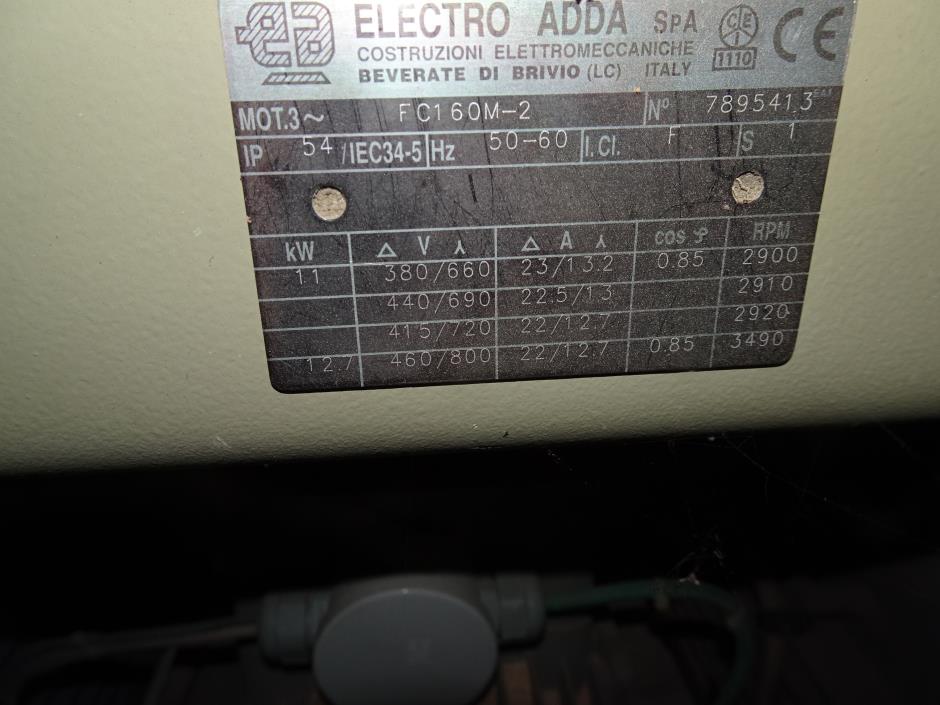 ELECTRO ADDA SpA
COSTRUZIONI ELETTROMECCANICHE
BEVERATE DI BRIVIO (LC) ITALY
CE
1110
CE
MOT.3~ FC160M-2 Nº 789541.3
IP 54 /IEC34-5 Hz 50-60 I.Cl. F S 1
kW Δ V ⅄ Δ A ⅄ cos φ RPM
11 380/660 23/13.2 0.85 2900
440/690 22.5/13 2910
415/720 22/12.7 2920
12.7 460/800 22/12.7 0.85 3490